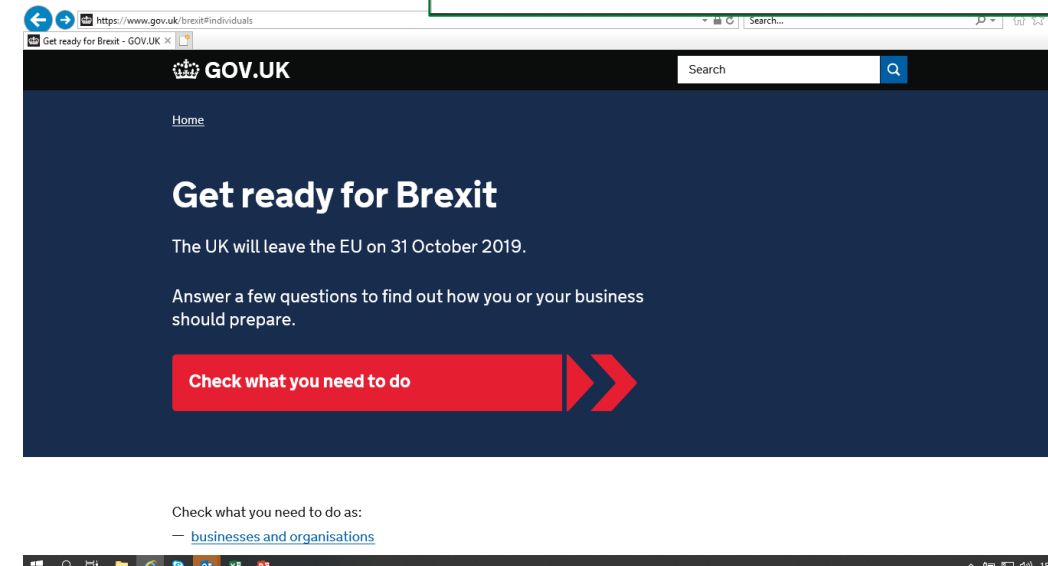 https://www.gov.uk/brexit#individuals
Search...
Get ready for Brexit - GOV.UK
GOV.UK
Search
Home
Get ready for Brexit
The UK will leave the EU on 31 October 2019.
Answer a few questions to find out how you or your business
should prepare.
Check what you need to do
Check what you need to do as:
— businesses and organisations